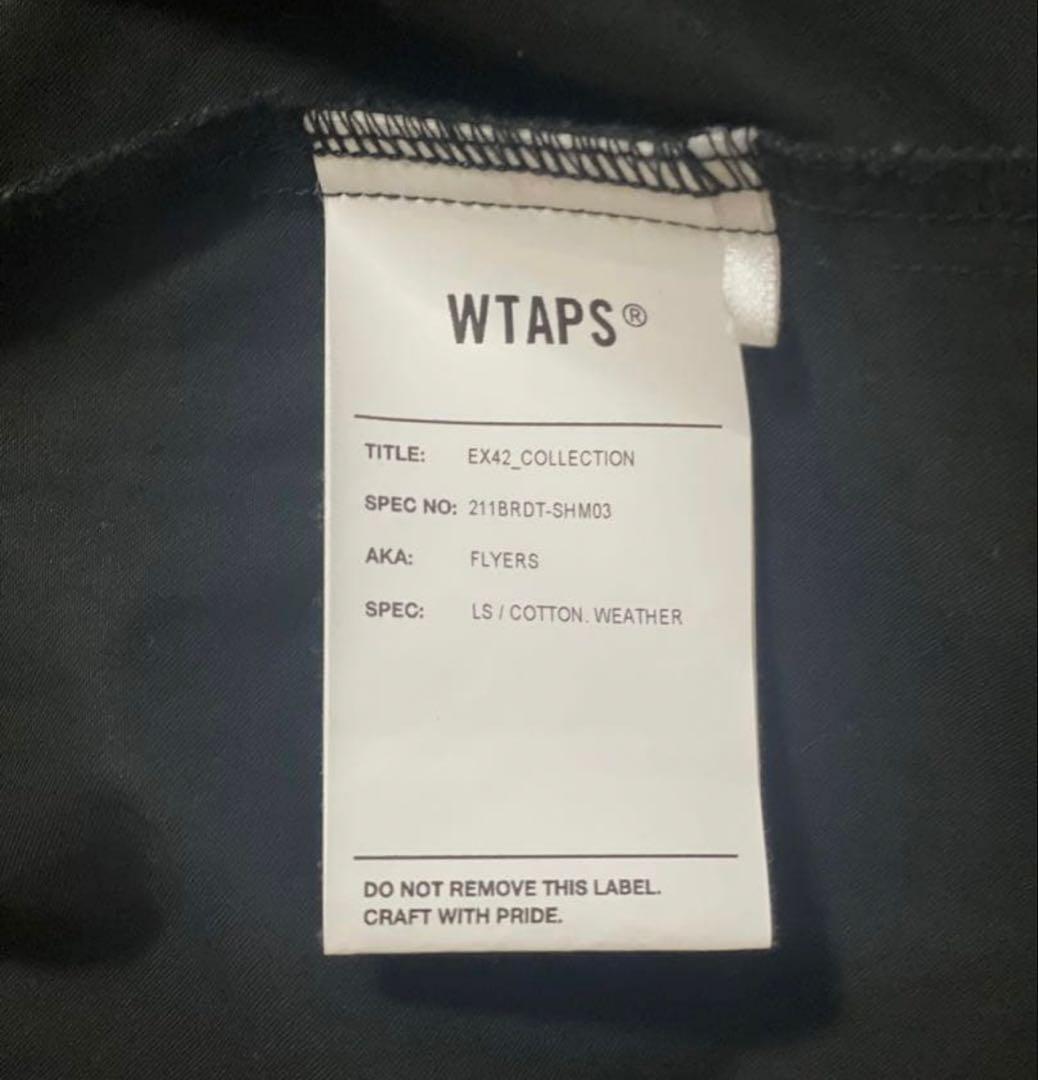 WTAPS®
TITLE: EX42_COLLECTION
SPEC NO: 211BRDT-SHM03
AKA: FLYERS
SPEC: LS / COTTON. WEATHER
DO NOT REMOVE THIS LABEL.
CRAFT WITH PRIDE.